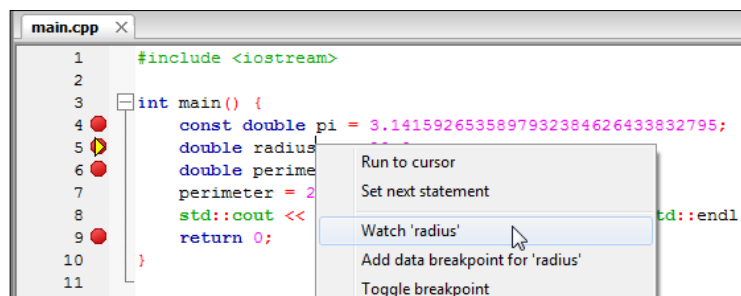 main.cpp X
1 #include <iostream>
2
3 int main() {
4 const double pi = 3.1415926535897932384626433832795;
5 double radius
6 double perime
7 perimeter = 2
8 std::cout << td::endl
9 return 0;
10 }
11
Run to cursor
Set next statement
Watch 'radius'
Add data breakpoint for 'radius'
Toggle breakpoint